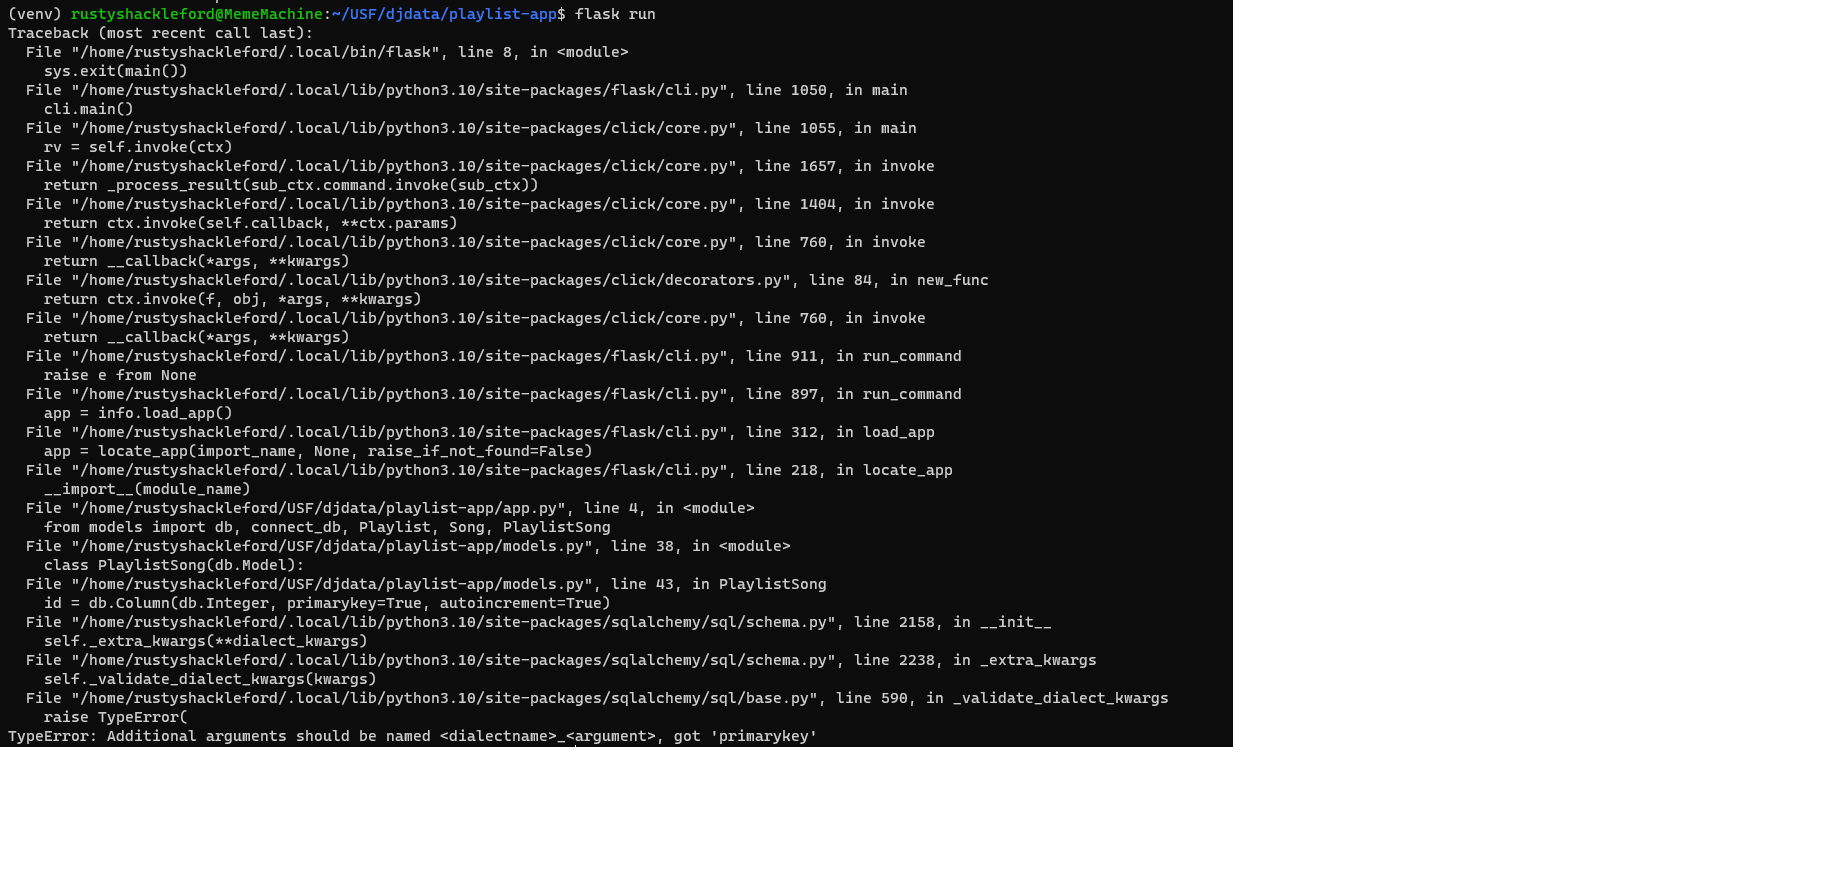 (venv) rustyshackleford@MemeMachine:~/USF/djdata/playlist-app$ flask run
Traceback (most recent call last):
  File "/home/rustyshackleford/.local/bin/flask", line 8, in <module>
    sys.exit(main())
  File "/home/rustyshackleford/.local/lib/python3.10/site-packages/flask/cli.py", line 1050, in main
    cli.main()
  File "/home/rustyshackleford/.local/lib/python3.10/site-packages/click/core.py", line 1055, in main
    rv = self.invoke(ctx)
  File "/home/rustyshackleford/.local/lib/python3.10/site-packages/click/core.py", line 1657, in invoke
    return _process_result(sub_ctx.command.invoke(sub_ctx))
  File "/home/rustyshackleford/.local/lib/python3.10/site-packages/click/core.py", line 1404, in invoke
    return ctx.invoke(self.callback, **ctx.params)
  File "/home/rustyshackleford/.local/lib/python3.10/site-packages/click/core.py", line 760, in invoke
    return __callback(*args, **kwargs)
  File "/home/rustyshackleford/.local/lib/python3.10/site-packages/click/decorators.py", line 84, in new_func
    return ctx.invoke(f, obj, *args, **kwargs)
  File "/home/rustyshackleford/.local/lib/python3.10/site-packages/click/core.py", line 760, in invoke
    return __callback(*args, **kwargs)
  File "/home/rustyshackleford/.local/lib/python3.10/site-packages/flask/cli.py", line 911, in run_command
    raise e from None
  File "/home/rustyshackleford/.local/lib/python3.10/site-packages/flask/cli.py", line 897, in run_command
    app = info.load_app()
  File "/home/rustyshackleford/.local/lib/python3.10/site-packages/flask/cli.py", line 312, in load_app
    app = locate_app(import_name, None, raise_if_not_found=False)
  File "/home/rustyshackleford/.local/lib/python3.10/site-packages/flask/cli.py", line 218, in locate_app
    __import__(module_name)
  File "/home/rustyshackleford/USF/djdata/playlist-app/app.py", line 4, in <module>
    from models import db, connect_db, Playlist, Song, PlaylistSong
  File "/home/rustyshackleford/USF/djdata/playlist-app/models.py", line 38, in <module>
    class PlaylistSong(db.Model):
  File "/home/rustyshackleford/USF/djdata/playlist-app/models.py", line 43, in PlaylistSong
    id = db.Column(db.Integer, primarykey=True, autoincrement=True)
  File "/home/rustyshackleford/.local/lib/python3.10/site-packages/sqlalchemy/sql/schema.py", line 2158, in __init__
    self._extra_kwargs(**dialect_kwargs)
  File "/home/rustyshackleford/.local/lib/python3.10/site-packages/sqlalchemy/sql/schema.py", line 2238, in _extra_kwargs
    self._validate_dialect_kwargs(kwargs)
  File "/home/rustyshackleford/.local/lib/python3.10/site-packages/sqlalchemy/sql/base.py", line 590, in _validate_dialect_kwargs
    raise TypeError(
TypeError: Additional arguments should be named <dialectname>_<argument>, got 'primarykey'